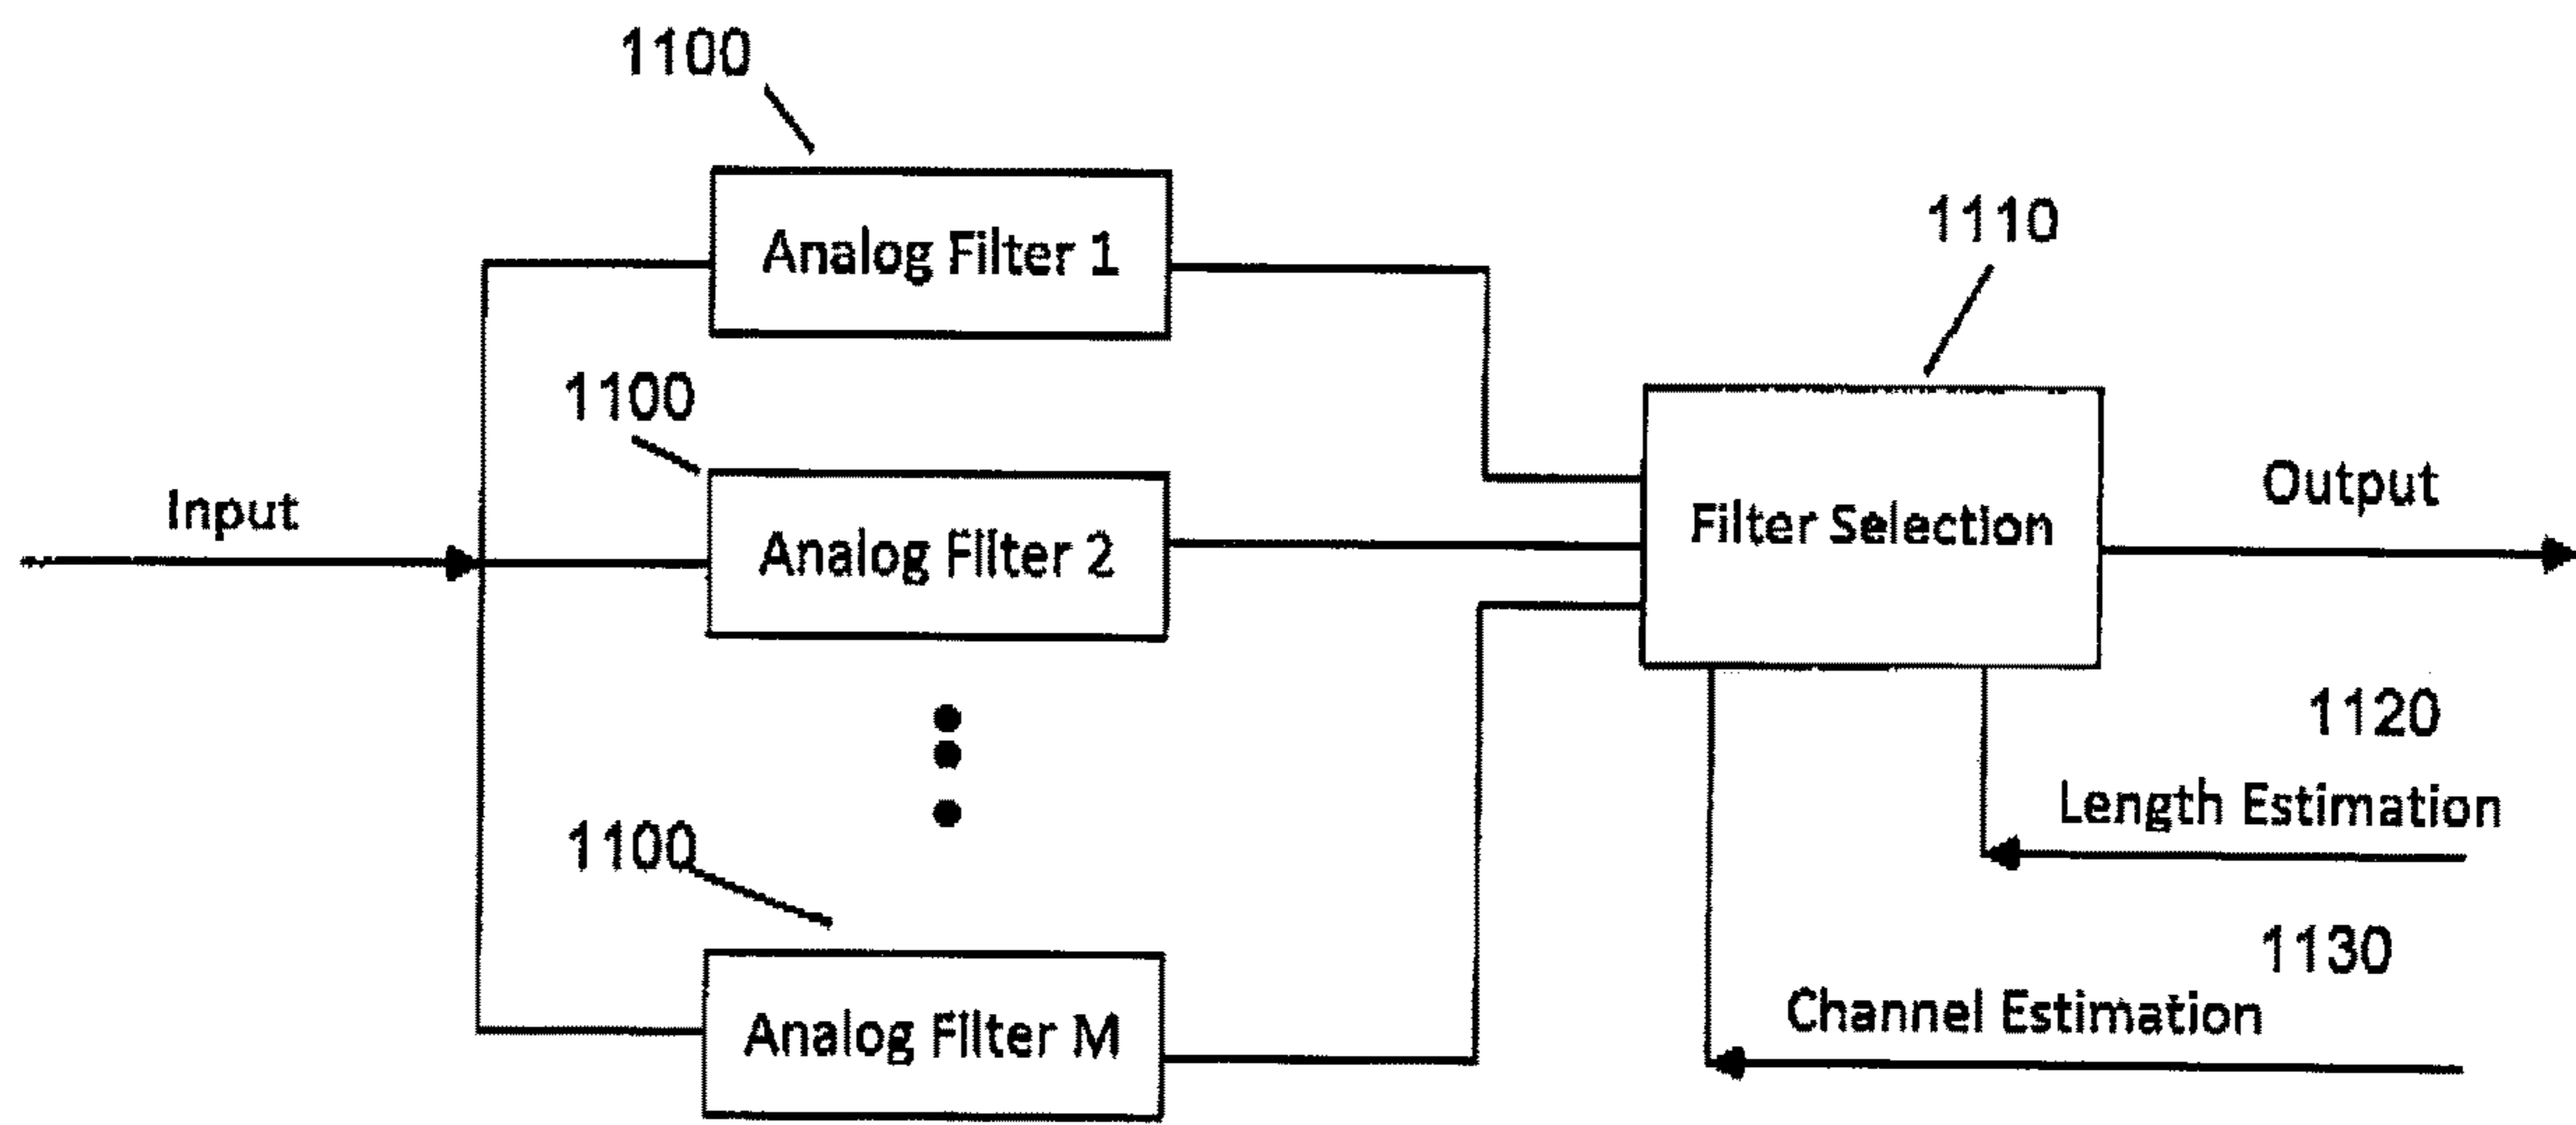 1100
Analog Filter 1
1110
1100
Input
Analog Filter 2
Filter Selection
Output
1120
Length Estimation
1100
1130
Channel Estimation
Analog Filter M